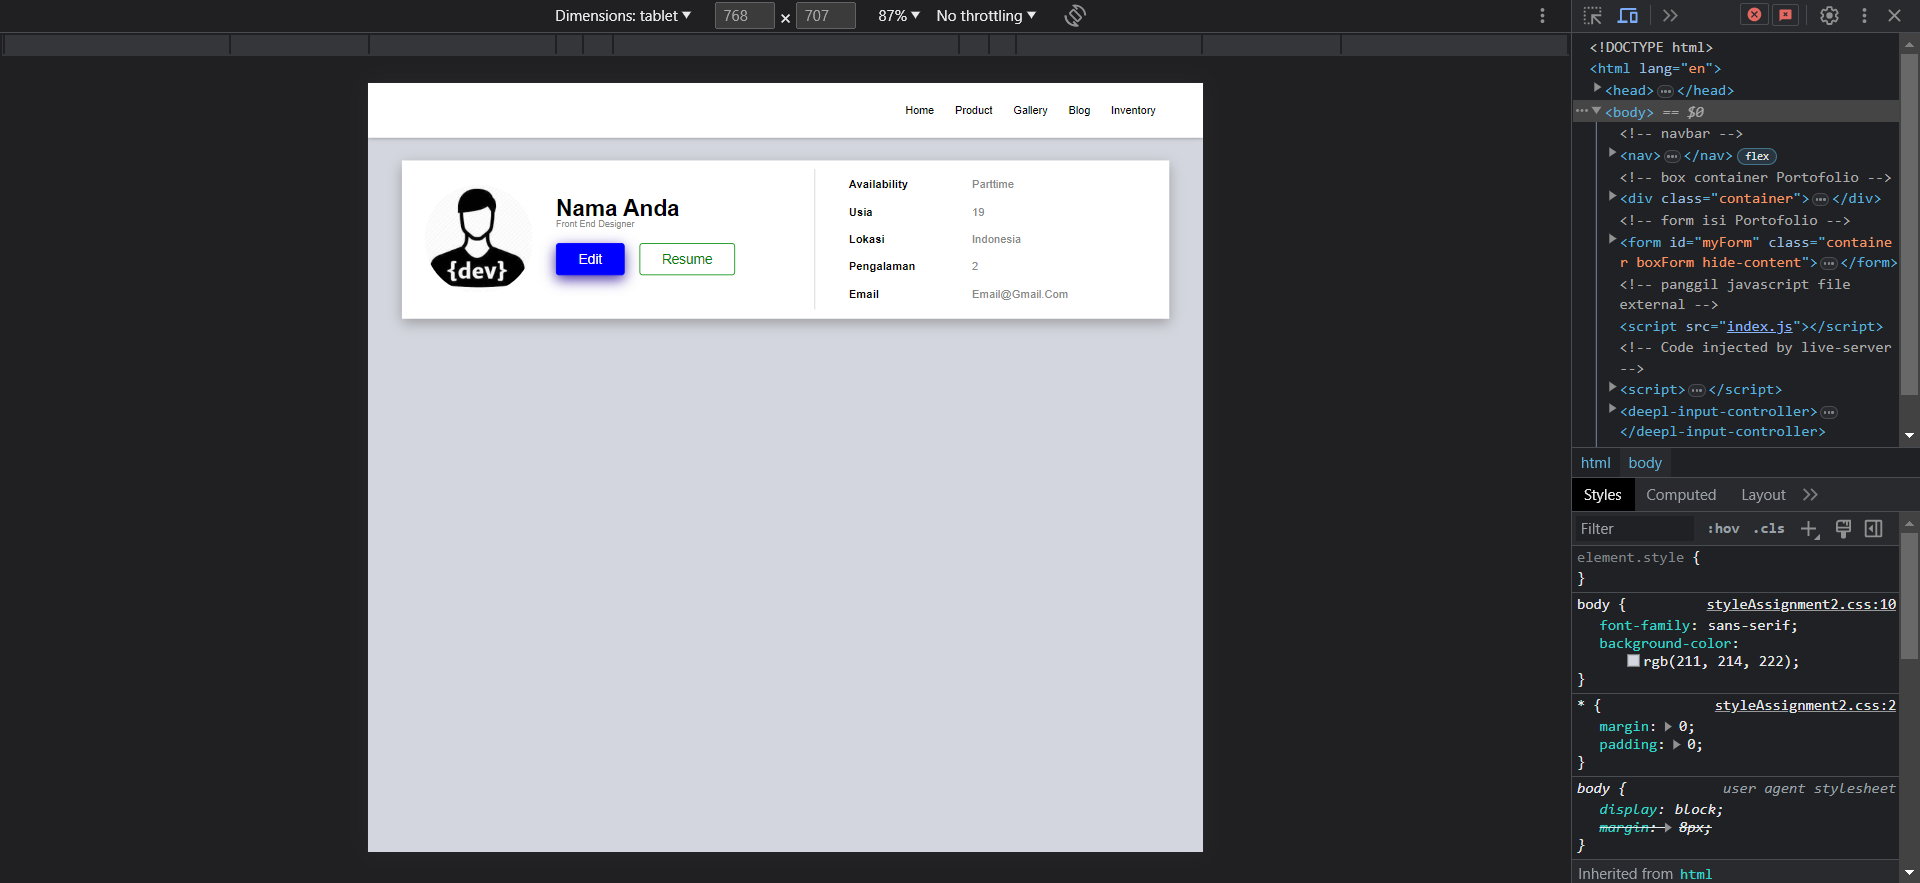 Dimensions: tablet ▼ 768 × 707 87% ▼ No throttling ▼
Home Product Gallery Blog Inventory
{dev}
Nama Anda
Front End Designer
Edit Resume
Availability Parttime
Usia 19
Lokasi Indonesia
Pengalaman 2
Email Email@Gmail.Com
<!DOCTYPE html>
<html lang="en">
<head> ⋯ </head>
⋯ <body> == $0
<!-- navbar -->
<nav> ⋯ </nav> flex
<!-- box container Portofolio -->
<div class="container"> ⋯ </div>
<!-- form isi Portofolio -->
<form id="myForm" class="containe
r boxForm hide-content"> ⋯ </form>
<!-- panggil javascript file
external -->
<script src="index.js"></script>
<!-- Code injected by live-server
-->
<script> ⋯ </script>
<deepl-input-controller> ⋯
</deepl-input-controller>
html body
Styles Computed Layout
Filter :hov .cls
element.style {
}
body { styleAssignment2.css:10
font-family: sans-serif;
background-color:
rgb(211, 214, 222);
}
* { styleAssignment2.css:2
margin: 0;
padding: 0;
}
body { user agent stylesheet
display: block;
margin: 8px;
}
Inherited from html